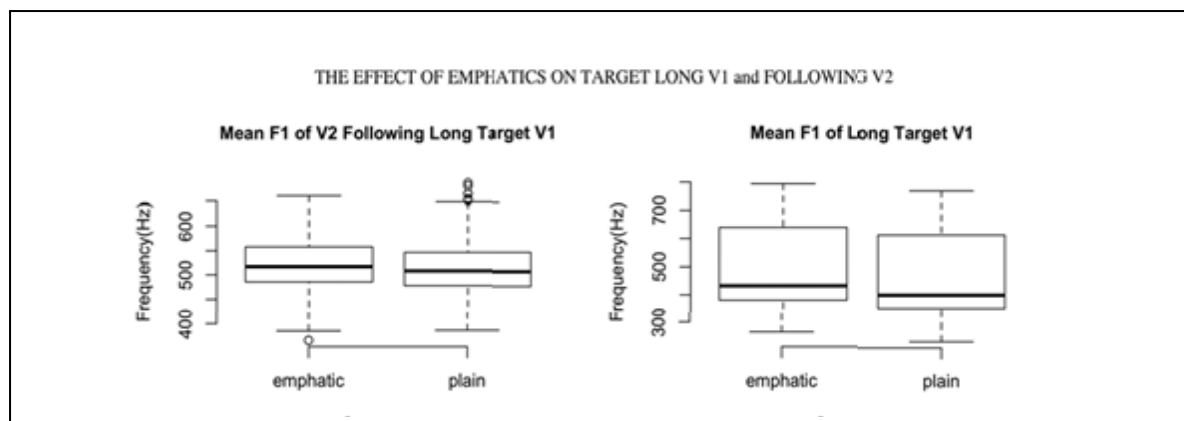 THE EFFECT OF EMPHATICS ON TARGET LONG V1 and FOLLOWING V2
Mean F1 of V2 Following Long Target V1
Frequency(Hz)
600
500
400
emphatic
plain
Mean F1 of Long Target V1
Frequency(Hz)
700
500
300
emphatic
plain